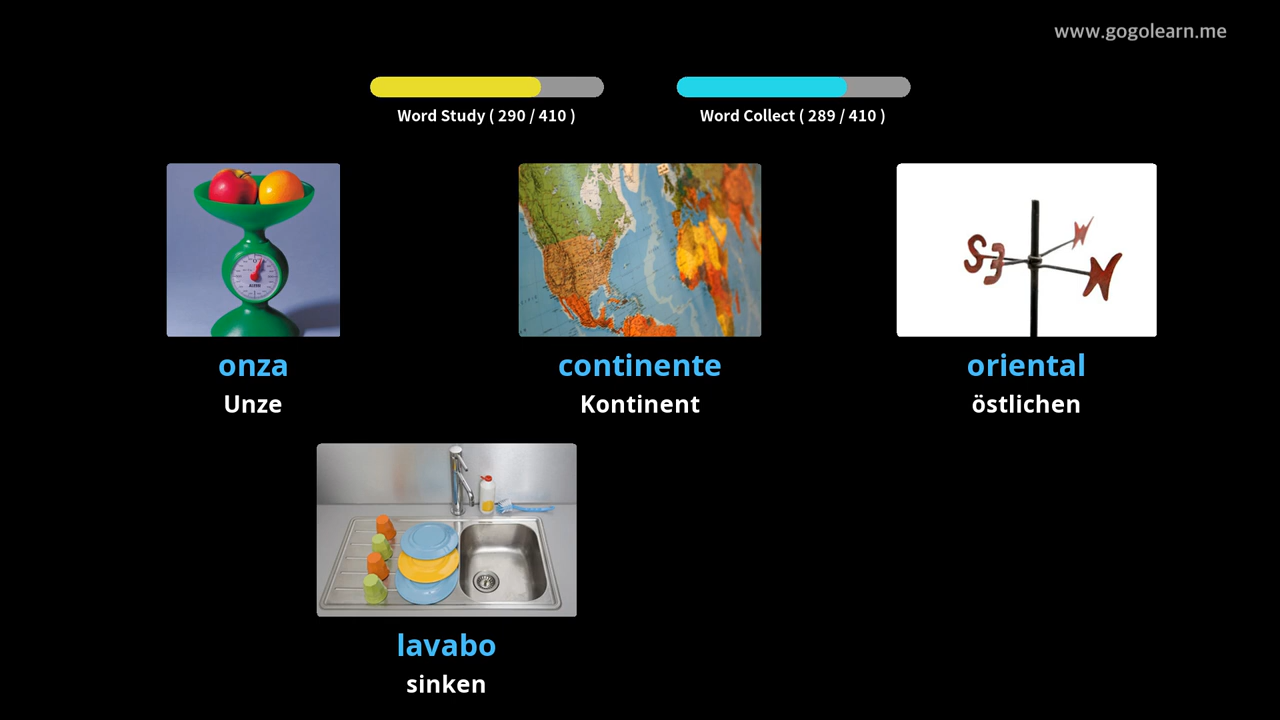 www.gogolearn.me
Word Study ( 290 / 410 )
Word Collect ( 289 / 410 )
S
E
N
W
onza
continente
oriental
Unze
Kontinent
östlichen
lavabo
sinken